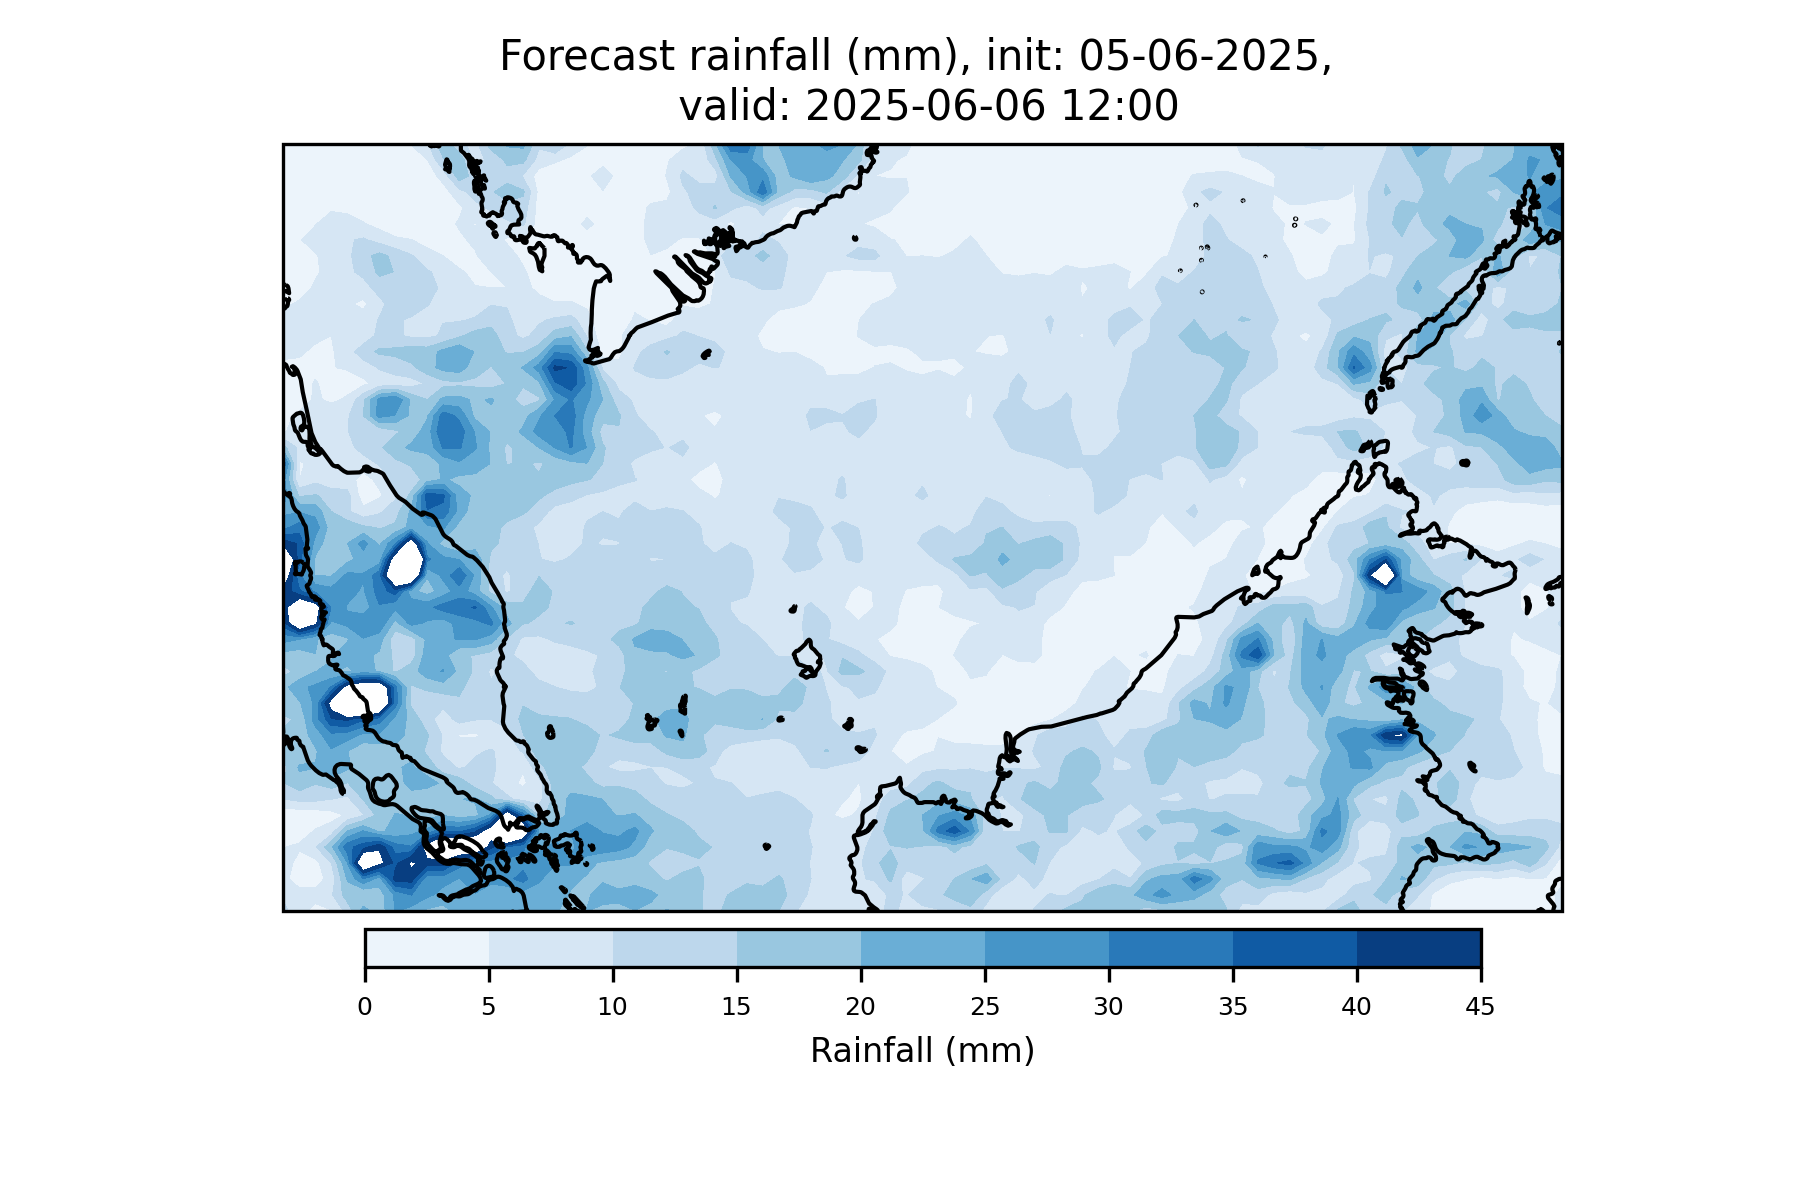 Forecast rainfall (mm), init: 05-06-2025,
valid: 2025-06-06 12:00
0 5 10 15 20 25 30 35 40 45
Rainfall (mm)